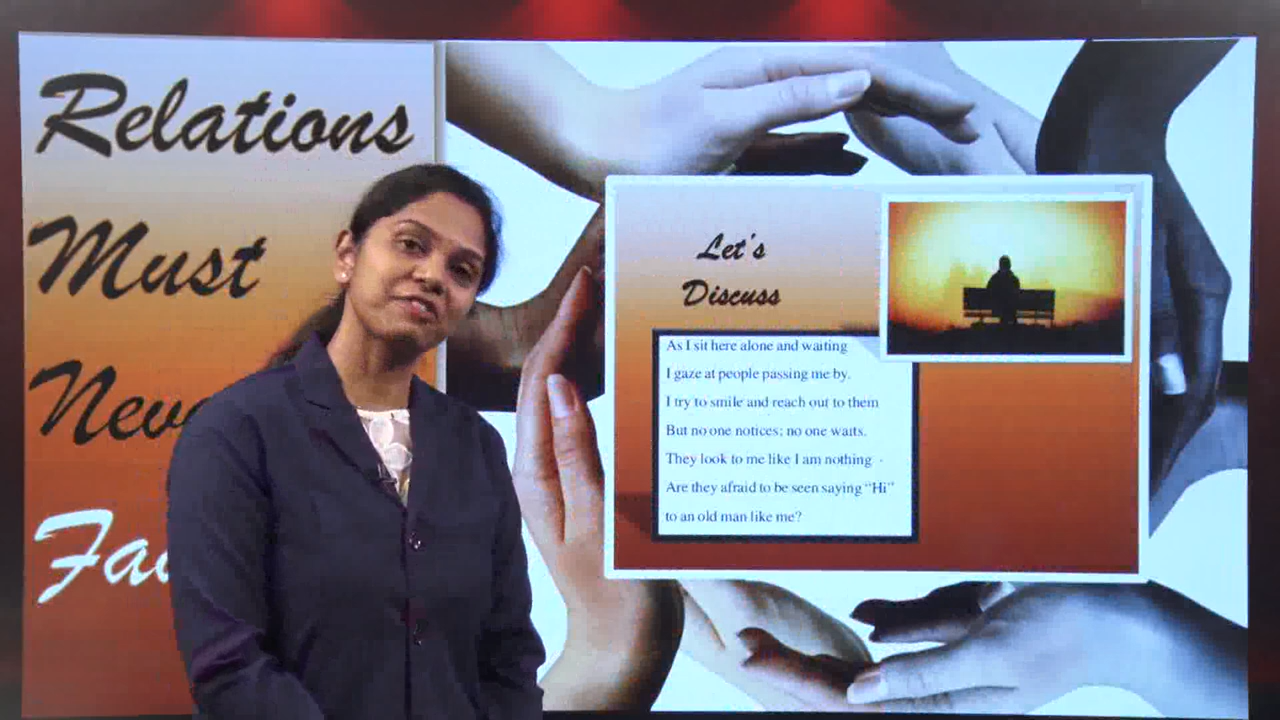 Relations
Must
Let's
Discuss
As I sit here alone and waiting
I gaze at people passing me by.
I try to smile and reach out to them
But no one notices; no one waits.
They look to me like I am nothing
Are they afraid to be seen saying “Hi”
to an old man like me?